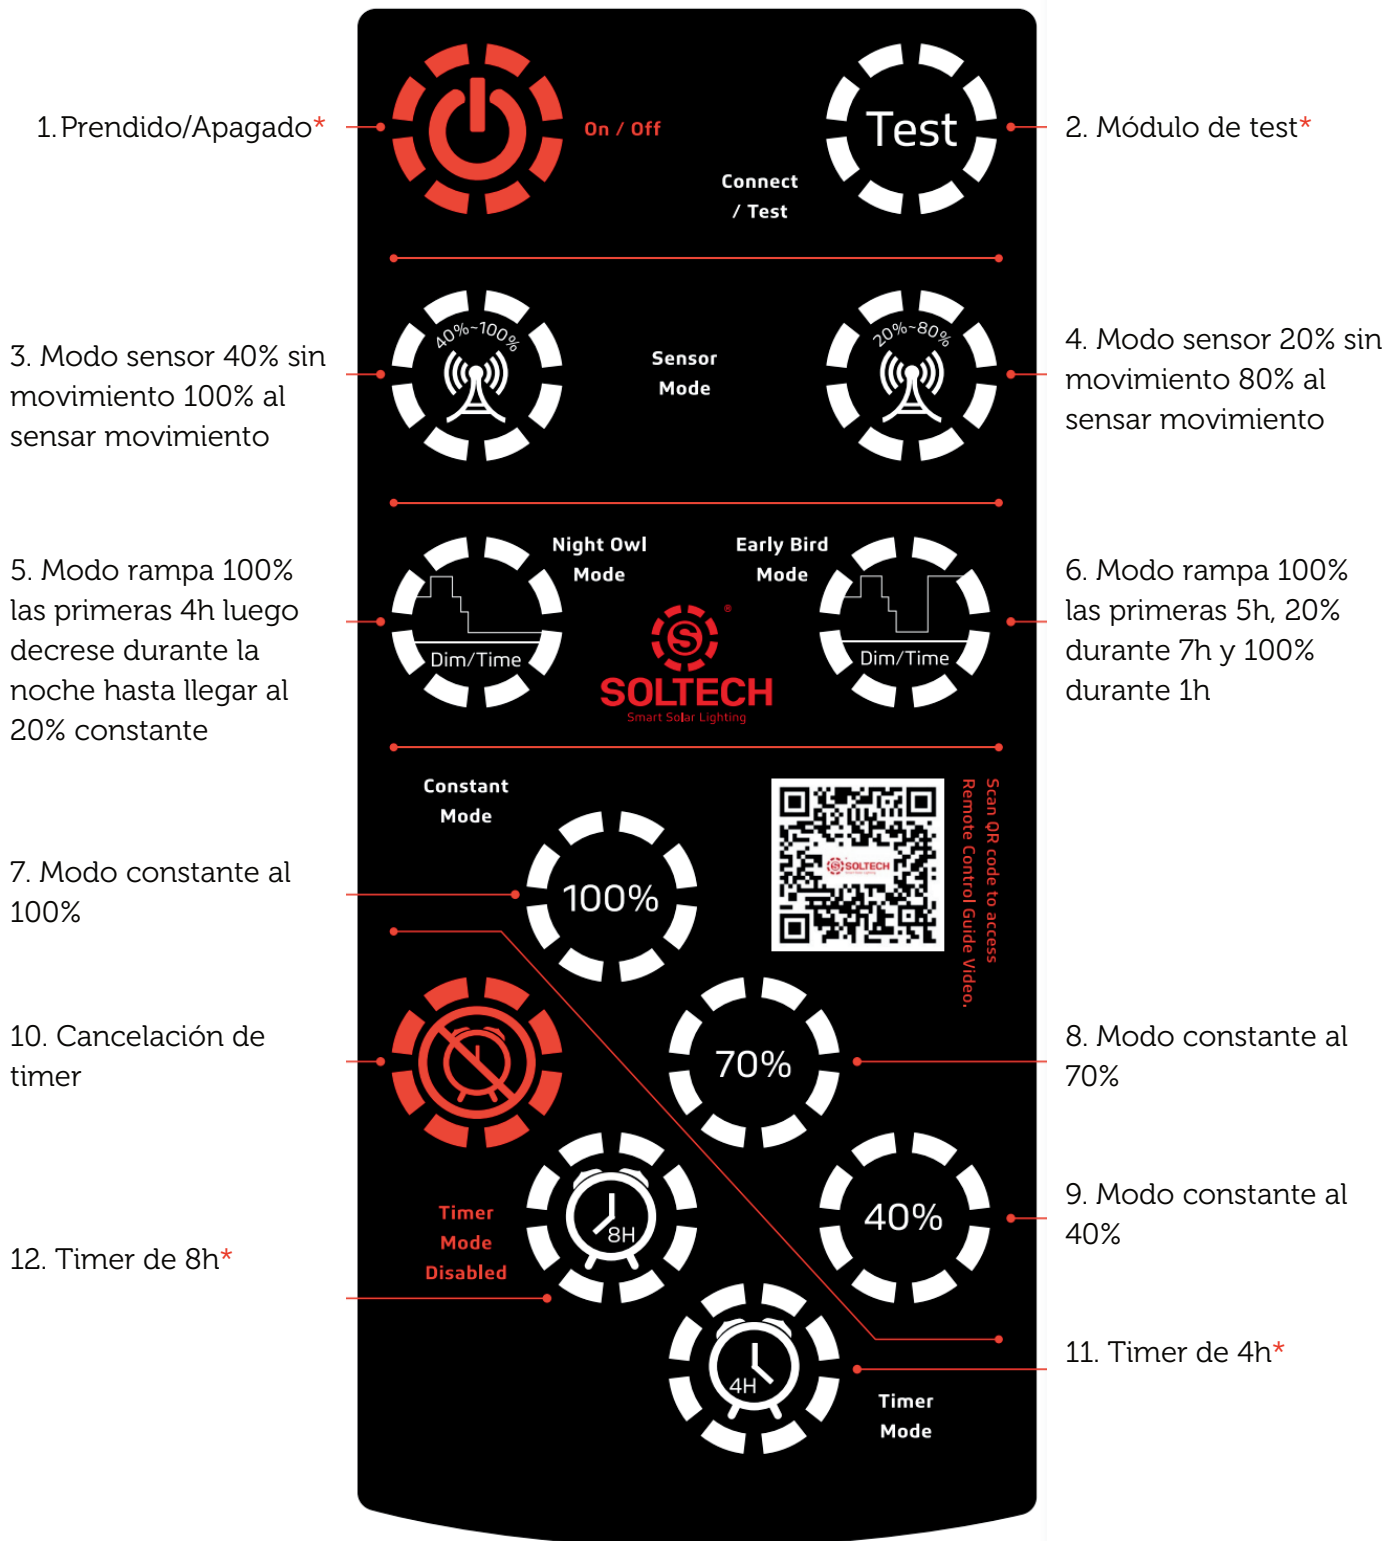 1. Prendido/Apagado*
On / Off
Test
Connect
/ Test
2. Módulo de test*
3. Modo sensor 40% sin
movimiento 100% al
sensar movimiento
40%~100%
Sensor
Mode
20%~80%
4. Modo sensor 20% sin
movimiento 80% al
sensar movimiento
5. Modo rampa 100%
las primeras 4h luego
decrese durante la
noche hasta llegar al
20% constante
Night Owl
Mode
Dim/Time
Early Bird
Mode
Dim/Time
S
®
SOLTECH
Smart Solar Lighting
6. Modo rampa 100%
las primeras 5h, 20%
durante 7h y 100%
durante 1h
Constant
Mode
7. Modo constante al
100%
100%
SOLTECH
Scan QR code to access
Remote Control Guide Video.
10. Cancelación de
timer
70%
8. Modo constante al
70%
Timer
Mode
Disabled
8H
40%
9. Modo constante al
40%
12. Timer de 8h*
4H
Timer
Mode
11. Timer de 4h*